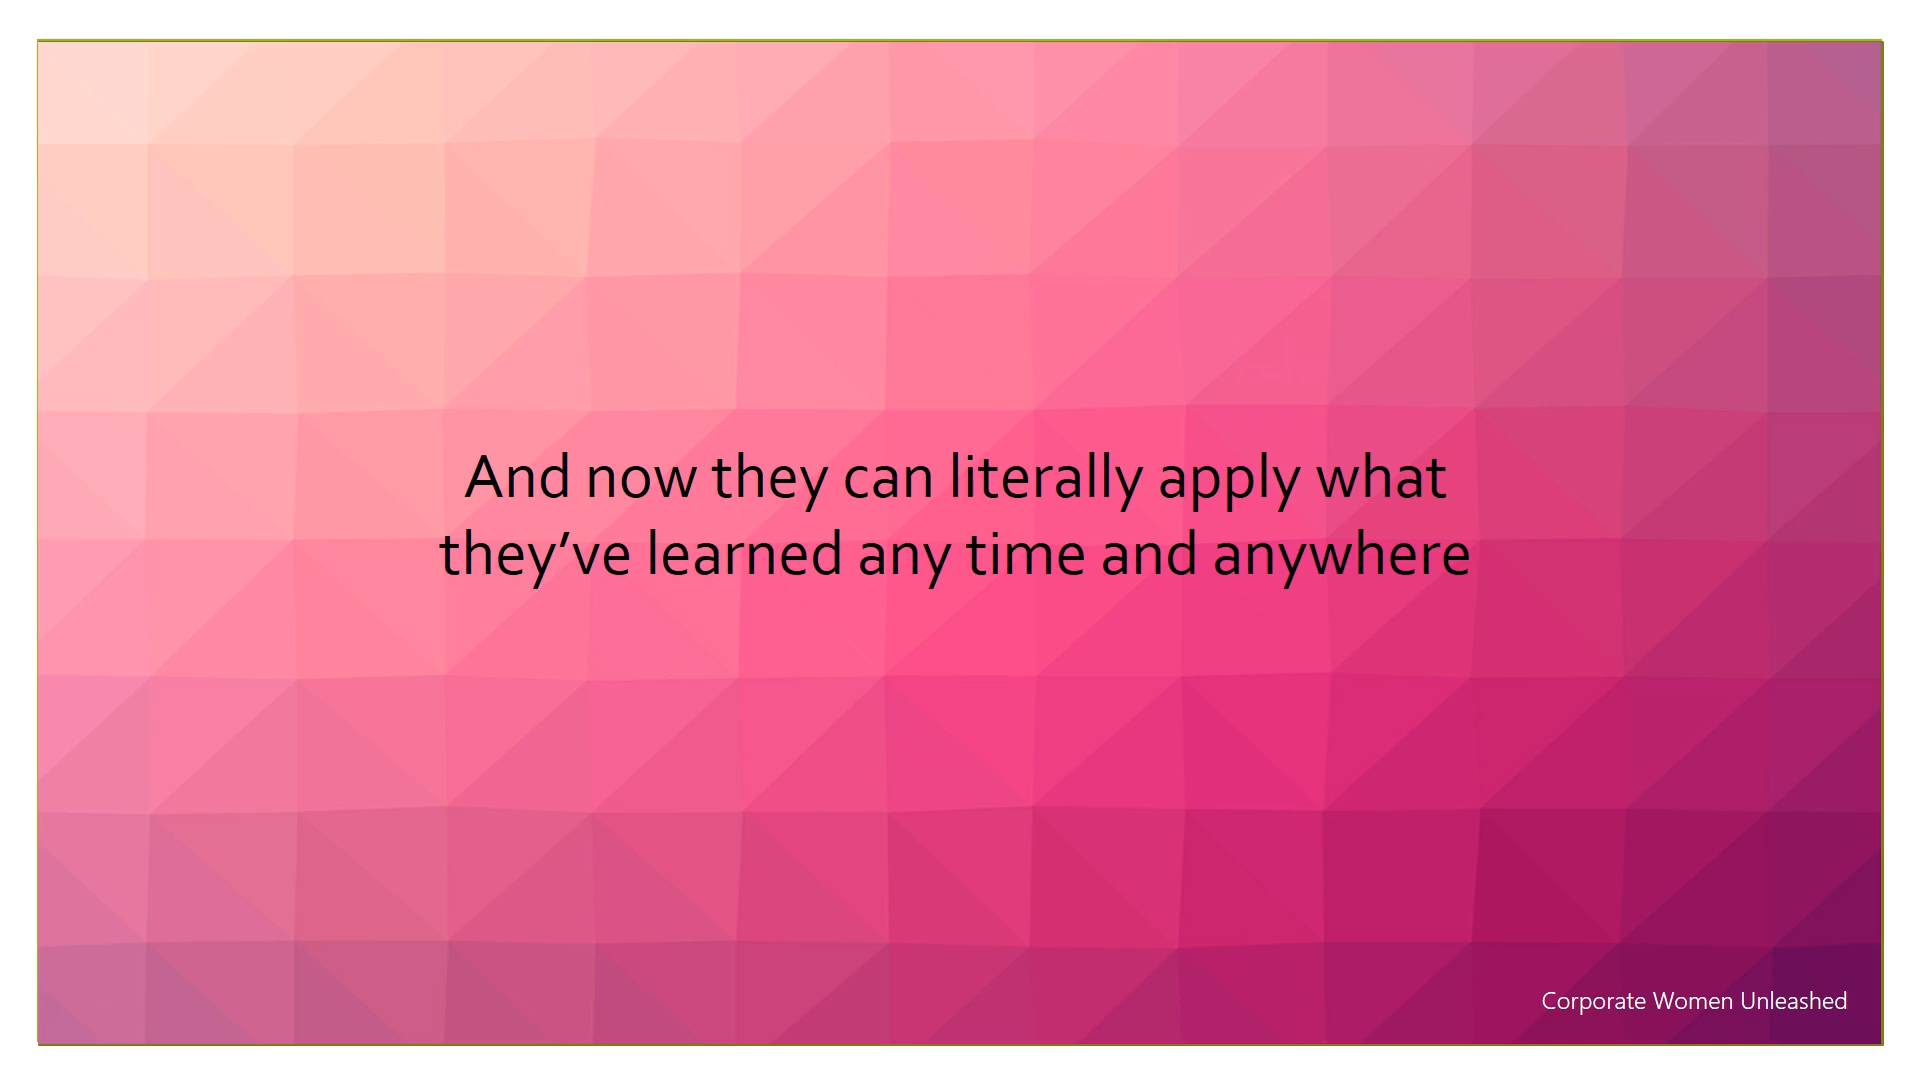 And now they can literally apply what
they’ve learned any time and anywhere
Corporate Women Unleashed